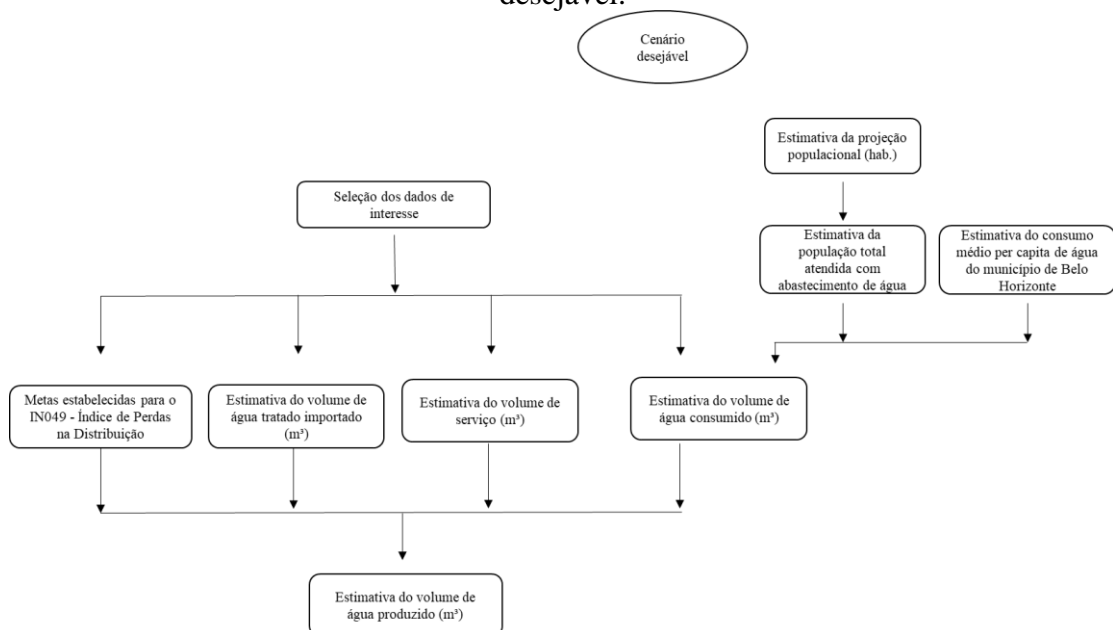 desejável.
Cenário
desejável
Estimativa da projeção
populacional (hab.)
Seleção dos dados de
interesse
Estimativa da
população total
atendida com
abastecimento de água
Estimativa do consumo
médio per capita de água
do município de Belo
Horizonte
Metas estabelecidas para o
IN049 - Índice de Perdas
na Distribuição
Estimativa do volume de
água tratado importado
(m³)
Estimativa do volume de
serviço (m³)
Estimativa do volume de
água consumido (m³)
Estimativa do volume de
água produzido (m³)